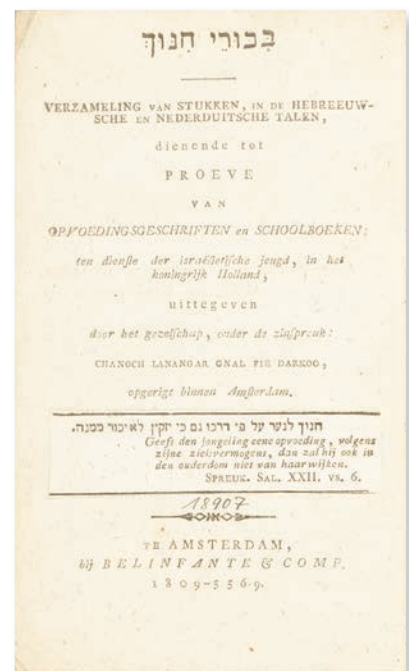 בִּכּוּרֵי חִנּוּךְ
VERZAMELING VAN STUKKEN, IN DE HEBREEUW-
SCHE EN NEDERDUITSCHE TALEN,
dienende tot
PROEVE
VAN
OPVOEDINGSGESCHRIFTEN en SCHOOLBOEKEN;
ten dienste der israëlietische jeugd, in het
koningrijk Holland,
uittegeven
door het gezelschap, onder de zinspreuk:
CHANOCH LANANGAR GNAL PIE DARKOO,
opgerigt binnen Amsterdam.
חנוך לנער על פי דרכו גם כי יזקין לא יסור ממנה.
Geeft den jongeling eene opvoeding, volgens
zijne zielsvermogens, dan zal hij ook in
den ouderdom niet van haar wijken.
SPREUK. SAL. XXII. vs. 6.
18907
TE AMSTERDAM,
bij BELINFANTE & COMP.
1809-5569.